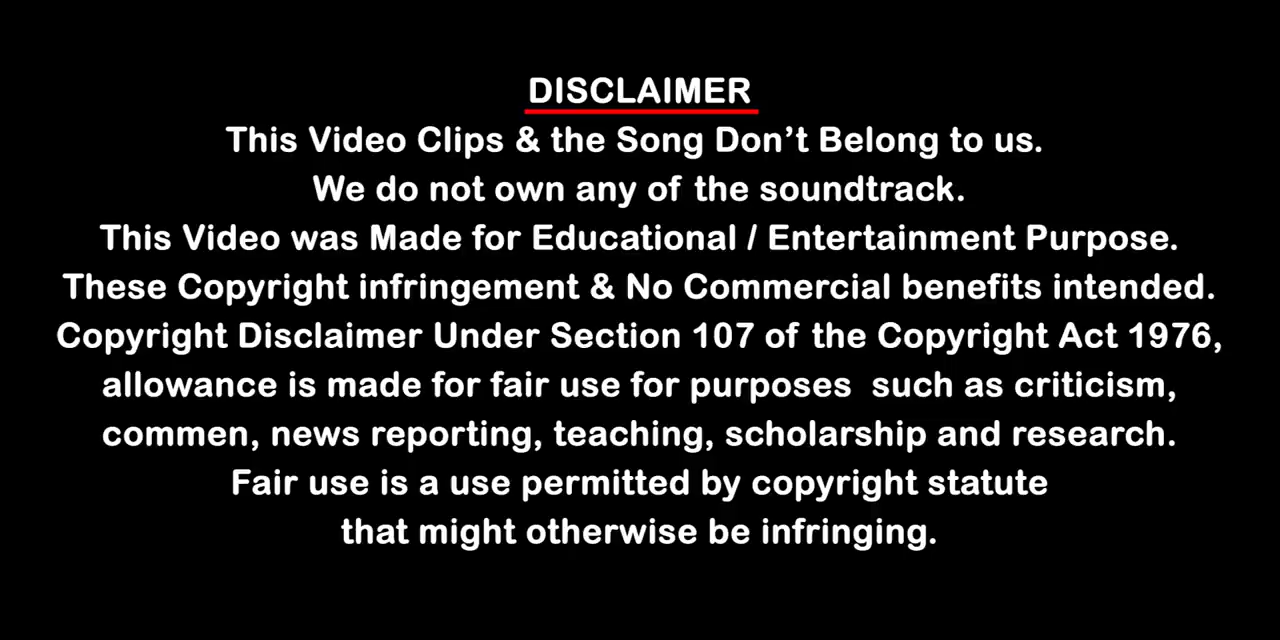 DISCLAIMER
This Video Clips & the Song Don’t Belong to us.
We do not own any of the soundtrack.
This Video was Made for Educational / Entertainment Purpose.
These Copyright infringement & No Commercial benefits intended.
Copyright Disclaimer Under Section 107 of the Copyright Act 1976,
allowance is made for fair use for purposes  such as criticism,
commen, news reporting, teaching, scholarship and research.
Fair use is a use permitted by copyright statute
that might otherwise be infringing.